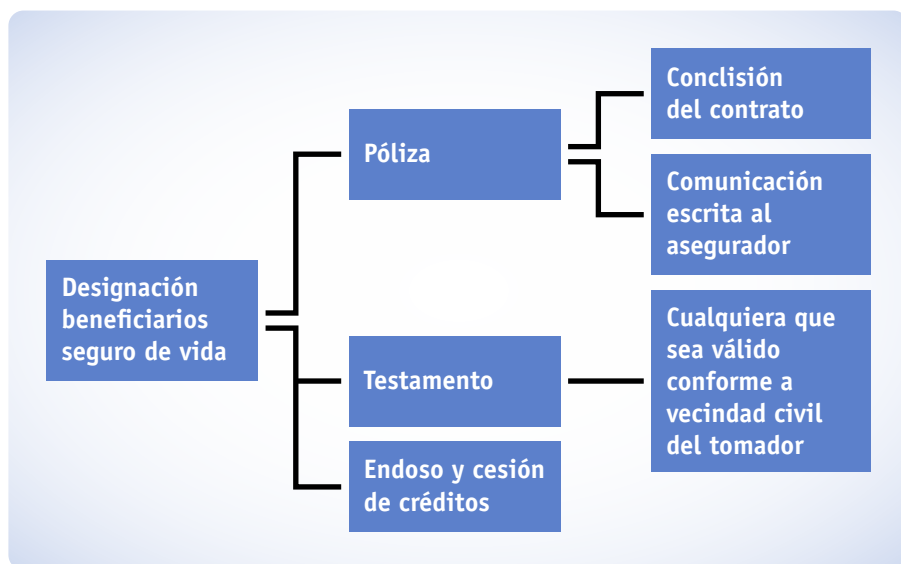 Designación
beneficiarios
seguro de vida
Póliza
Conclisión
del contrato
Comunicación
escrita al
asegurador
Testamento
Cualquiera que
sea válido
conforme a
vecindad civil
del tomador
Endoso y cesión
de créditos